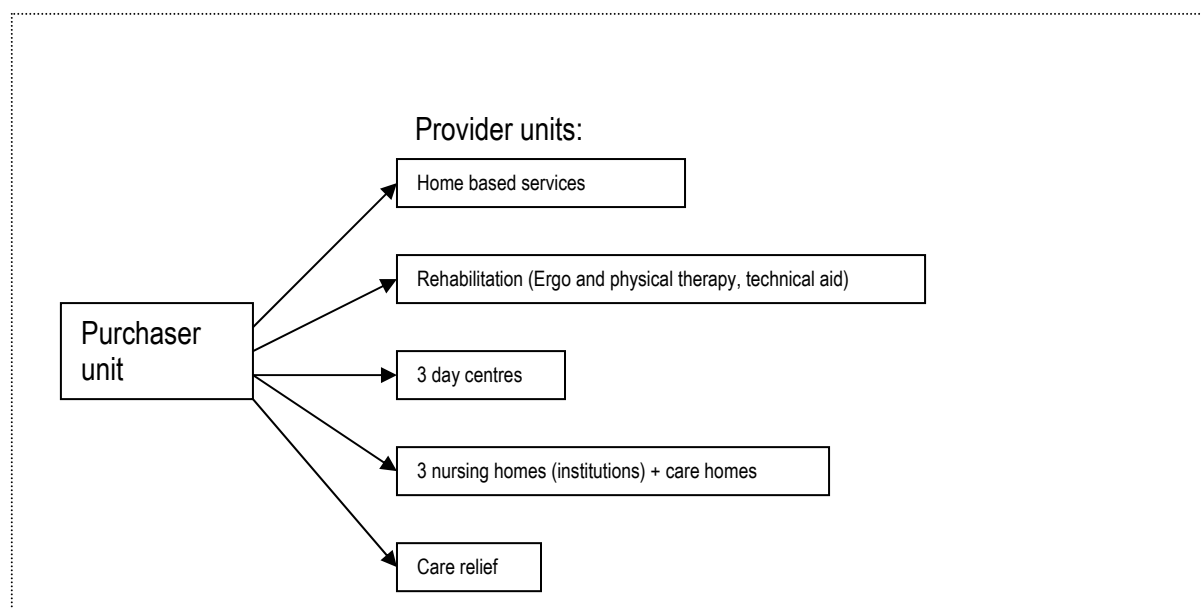 Provider units:
Home based services
Rehabilitation (Ergo and physical therapy, technical aid)
Purchaser
unit
3 day centres
3 nursing homes (institutions) + care homes
Care relief